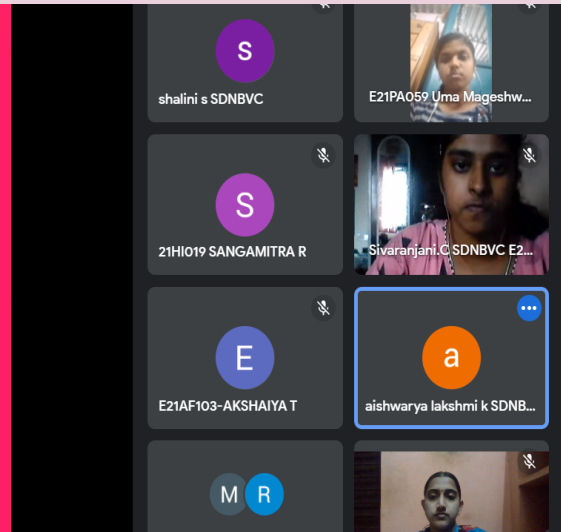 S
shalini s SDNBVC
E21PA059 Uma Mageshw...
S
21HI019 SANGAMITRA R
Sivaranjani.C SDNBVC E2...
E
E21AF103-AKSHAIYA T
a
aishwarya lakshmi k SDNB...
M R